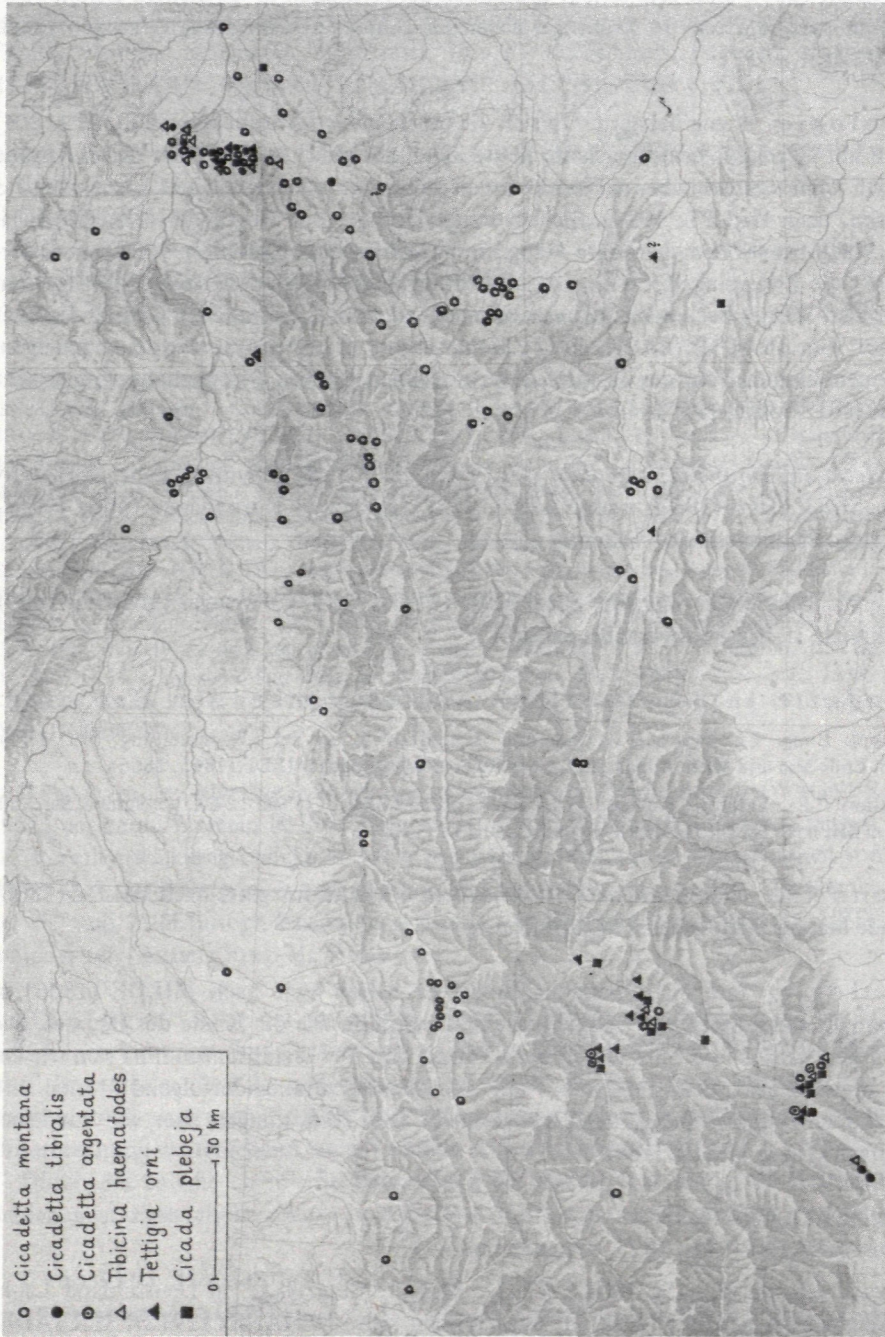 Cicadetta montana
Cicadetta tibialis
Cicadetta argentata
Tibicina haematodes
Tettigia orni
Cicada plebeja
0 50 km
?